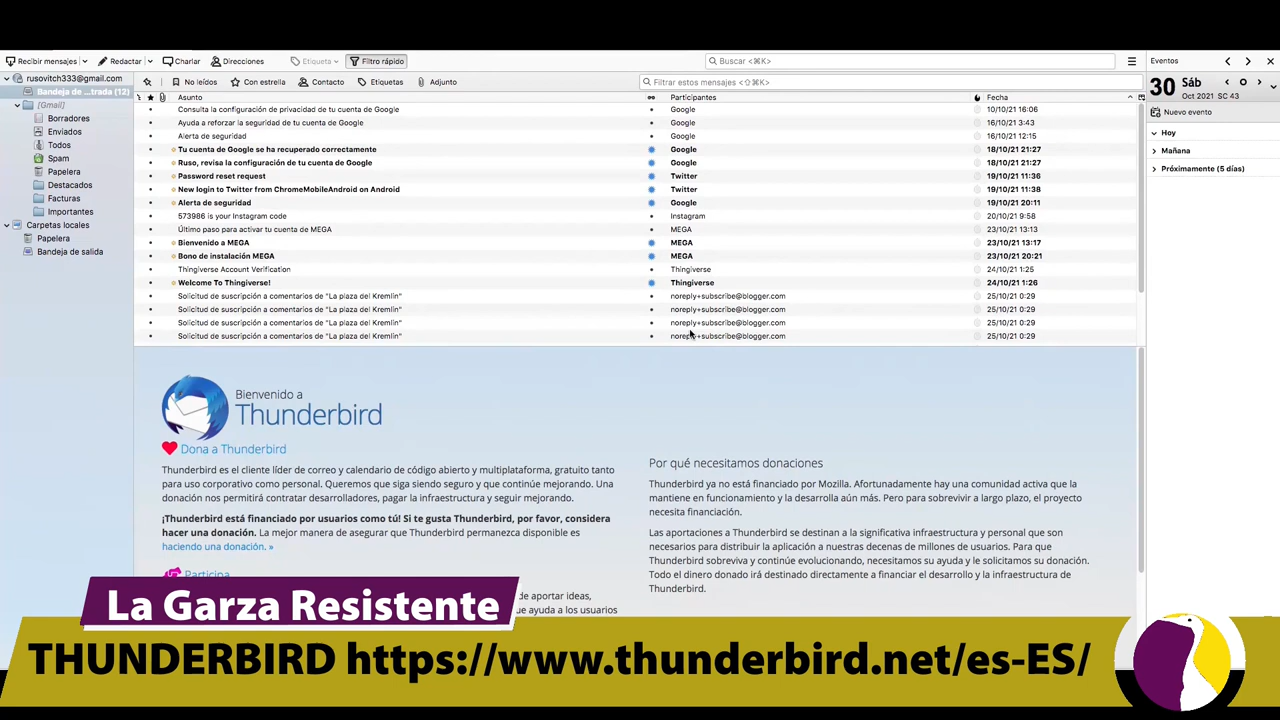 Recibir mensajes
Redactar
Charlar
Direcciones
Etiqueta
Filtro rápido
Buscar <⌘K>
Eventos
rusovitch333@gmail.com
No leídos
Con estrella
Contacto
Etiquetas
Adjunto
Filtrar estos mensajes <⇧⌘K>
30 Sáb
Oct 2021 SC 43
Bandeja de ...trada (12)
[Gmail]
Borradores
Enviados
Todos
Spam
Papelera
Destacados
Facturas
Importantes
Carpetas locales
Papelera
Bandeja de salida
Asunto Participantes Fecha
Consulta la configuración de privacidad de tu cuenta de Google • Google 10/10/21 16:06
Ayuda a reforzar la seguridad de tu cuenta de Google • Google 16/10/21 3:43
Alerta de seguridad • Google 16/10/21 12:15
Tu cuenta de Google se ha recuperado correctamente Google 18/10/21 21:27
Ruso, revisa la configuración de tu cuenta de Google Google 18/10/21 21:27
Password reset request Twitter 19/10/21 11:36
New login to Twitter from ChromeMobileAndroid on Android Twitter 19/10/21 11:38
Alerta de seguridad Google 19/10/21 20:11
573986 is your Instagram code • Instagram 20/10/21 9:58
Último paso para activar tu cuenta de MEGA • MEGA 23/10/21 13:13
Bienvenido a MEGA MEGA 23/10/21 13:17
Bono de instalación MEGA MEGA 23/10/21 20:21
Thingiverse Account Verification • Thingiverse 24/10/21 1:25
Welcome To Thingiverse! Thingiverse 24/10/21 1:26
Solicitud de suscripción a comentarios de "La plaza del Kremlin" • noreply+subscribe@blogger.com 25/10/21 0:29
Solicitud de suscripción a comentarios de "La plaza del Kremlin" • noreply+subscribe@blogger.com 25/10/21 0:29
Solicitud de suscripción a comentarios de "La plaza del Kremlin" • noreply+subscribe@blogger.com 25/10/21 0:29
Solicitud de suscripción a comentarios de "La plaza del Kremlin" • noreply+subscribe@blogger.com 25/10/21 0:29
Nuevo evento
Hoy
Mañana
Próximamente (5 días)
Bienvenido a
Thunderbird
Dona a Thunderbird
Thunderbird es el cliente líder de correo y calendario de código abierto y multiplataforma, gratuito tanto
para uso corporativo como personal. Queremos que siga siendo seguro y que continúe mejorando. Una
donación nos permitirá contratar desarrolladores, pagar la infraestructura y seguir mejorando.
¡Thunderbird está financiado por usuarios como tú! Si te gusta Thunderbird, por favor, considera
hacer una donación. La mejor manera de asegurar que Thunderbird permanezca disponible es
haciendo una donación. »
Participa
de aportar ideas,
que ayuda a los usuarios
Por qué necesitamos donaciones
Thunderbird ya no está financiado por Mozilla. Afortunadamente hay una comunidad activa que la
mantiene en funcionamiento y la desarrolla aún más. Pero para sobrevivir a largo plazo, el proyecto
necesita financiación.
Las aportaciones a Thunderbird se destinan a la significativa infraestructura y personal que son
necesarios para distribuir la aplicación a nuestras decenas de millones de usuarios. Para que
Thunderbird sobreviva y continúe evolucionando, necesitamos su ayuda y le solicitamos su donación.
Todo el dinero donado irá destinado directamente a financiar el desarrollo y la infraestructura de
Thunderbird.
La Garza Resistente
THUNDERBIRD https://www.thunderbird.net/es-ES/